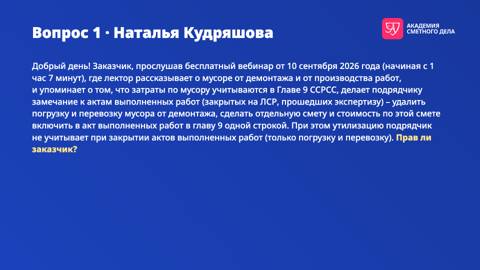 Вопрос 1 · Наталья Кудряшова
АКАДЕМИЯ
СМЕТНОГО ДЕЛА
Добрый день! Заказчик, прослушав бесплатный вебинар от 10 сентября 2026 года (начиная с 1
час 7 минут), где лектор рассказывает о мусоре от демонтажа и от производства работ,
и упоминает о том, что затраты по мусору учитываются в Главе 9 ССРСС, делает подрядчику
замечание к актам выполненных работ (закрытых на ЛСР, прошедших экспертизу) – удалить
погрузку и перевозку мусора от демонтажа, сделать отдельную смету и стоимость по этой смете
включить в акт выполненных работ в главу 9 одной строкой. При этом утилизацию подрядчик
не учитывает при закрытии актов выполненных работ (только погрузку и перевозку). Прав ли
заказчик?